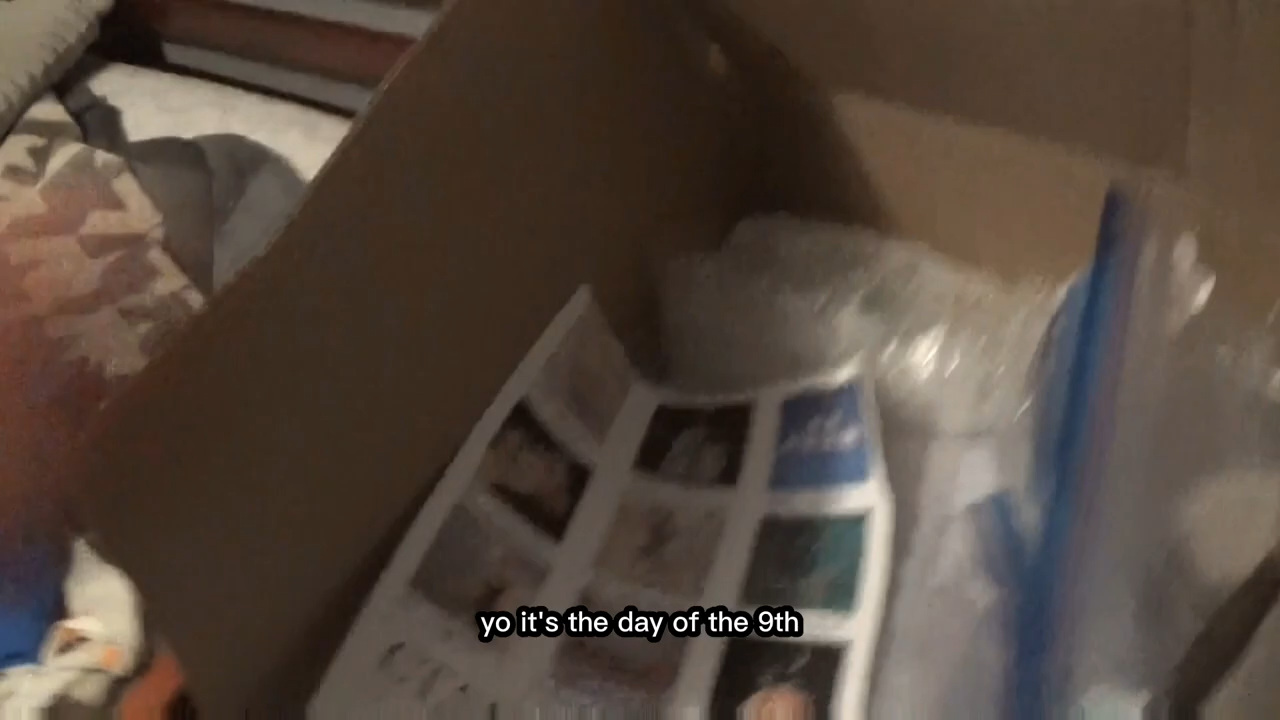 yo it's the day of the 9th